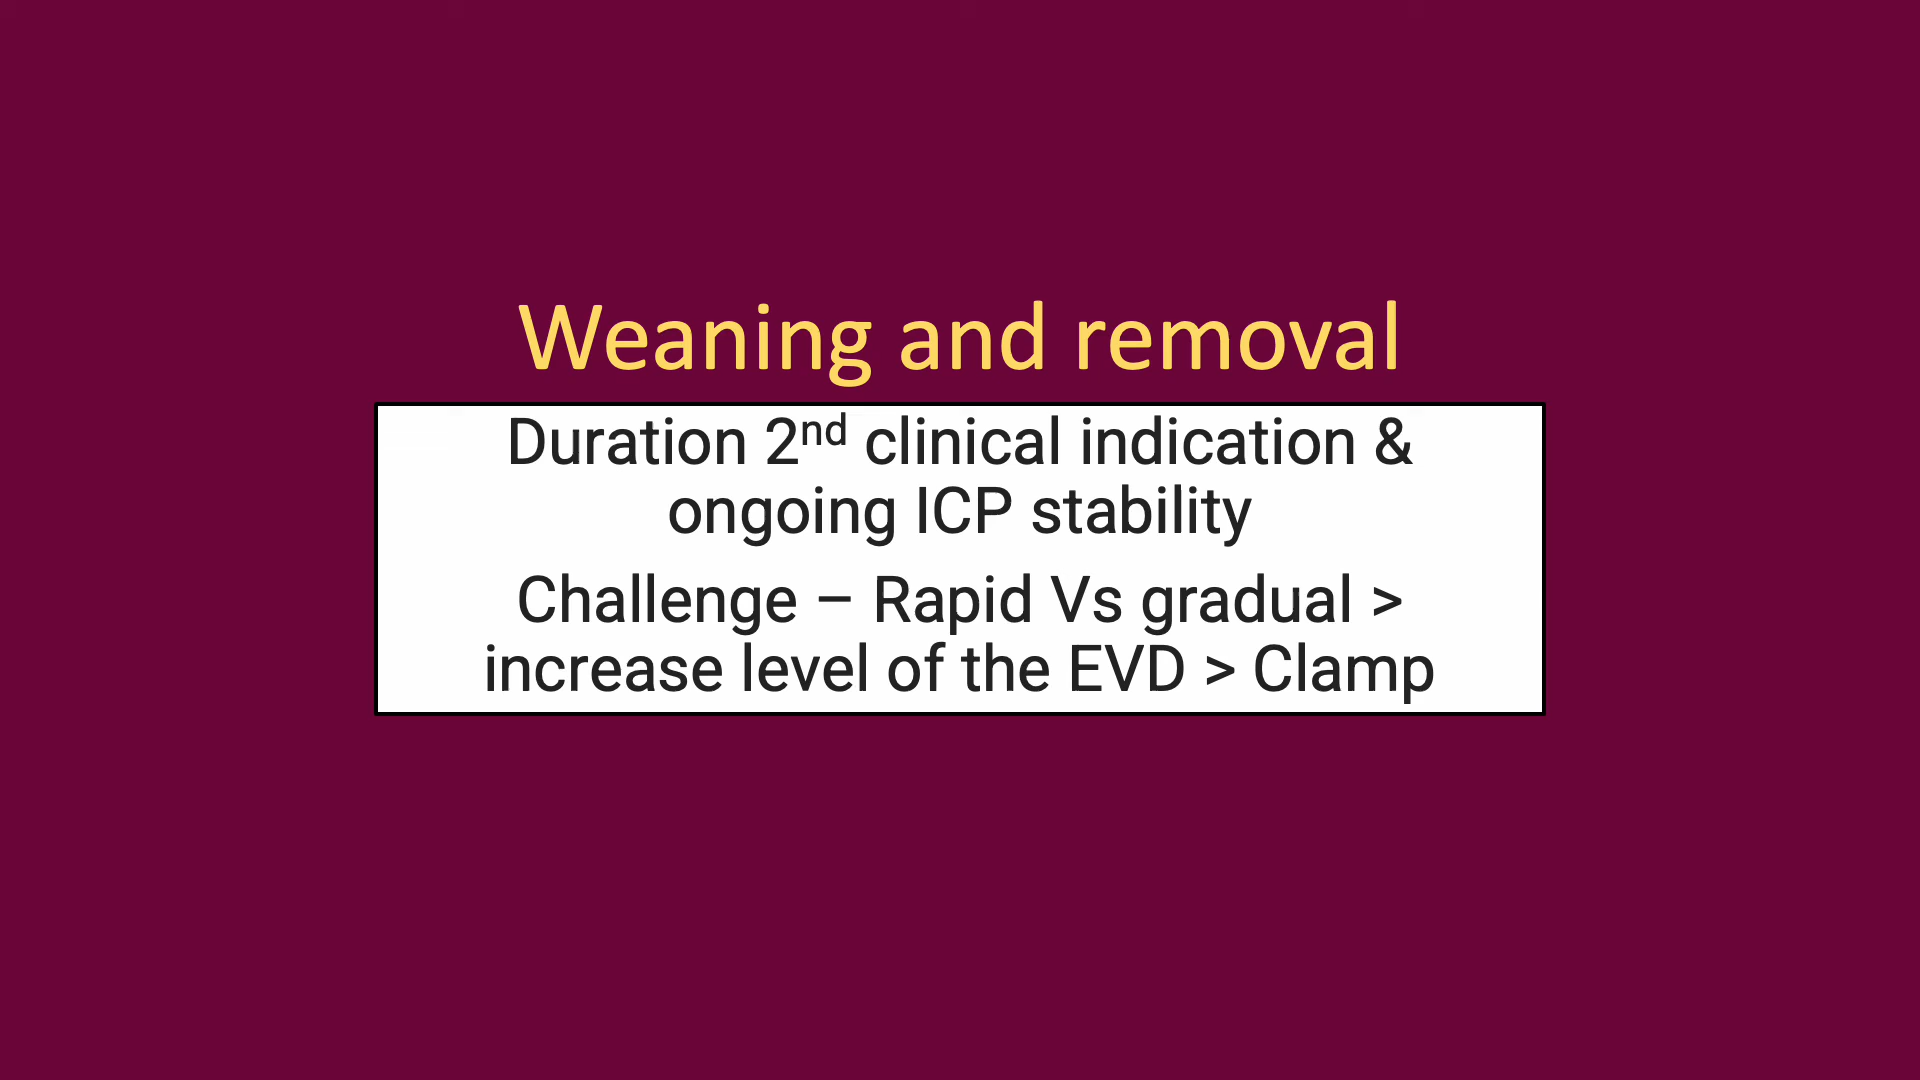 Weaning and removal
Duration 2nd clinical indication &
ongoing ICP stability
Challenge – Rapid Vs gradual >
increase level of the EVD > Clamp